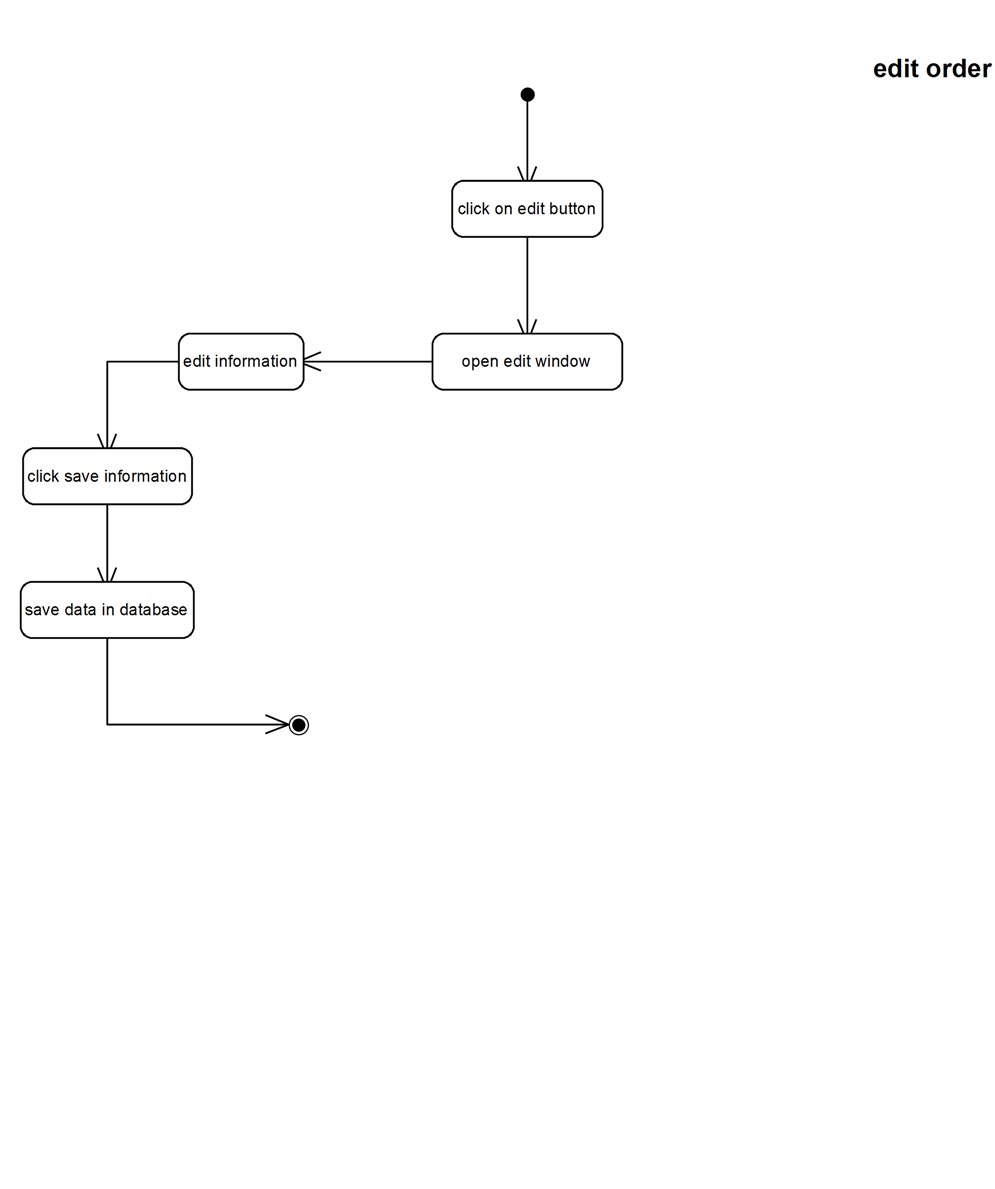 edit order
click on edit button
open edit window
edit information
click save information
save data in database